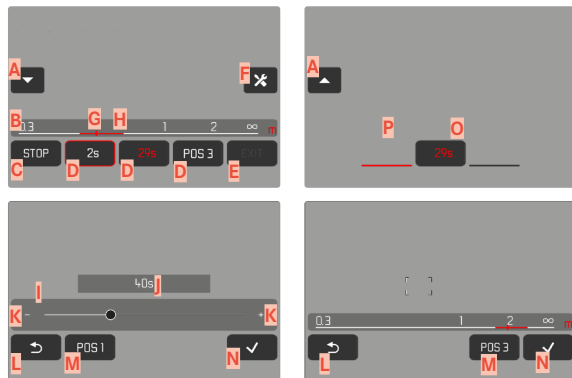 A
F
B 0.3 G H 1 2 ∞ m
STOP 2s 29s POS 3 EXIT
C D D D E
A
P O
29s
I 40s J
K - + K
POS 1
L M N
0.3 1 2 ∞ m
POS 3
L M N